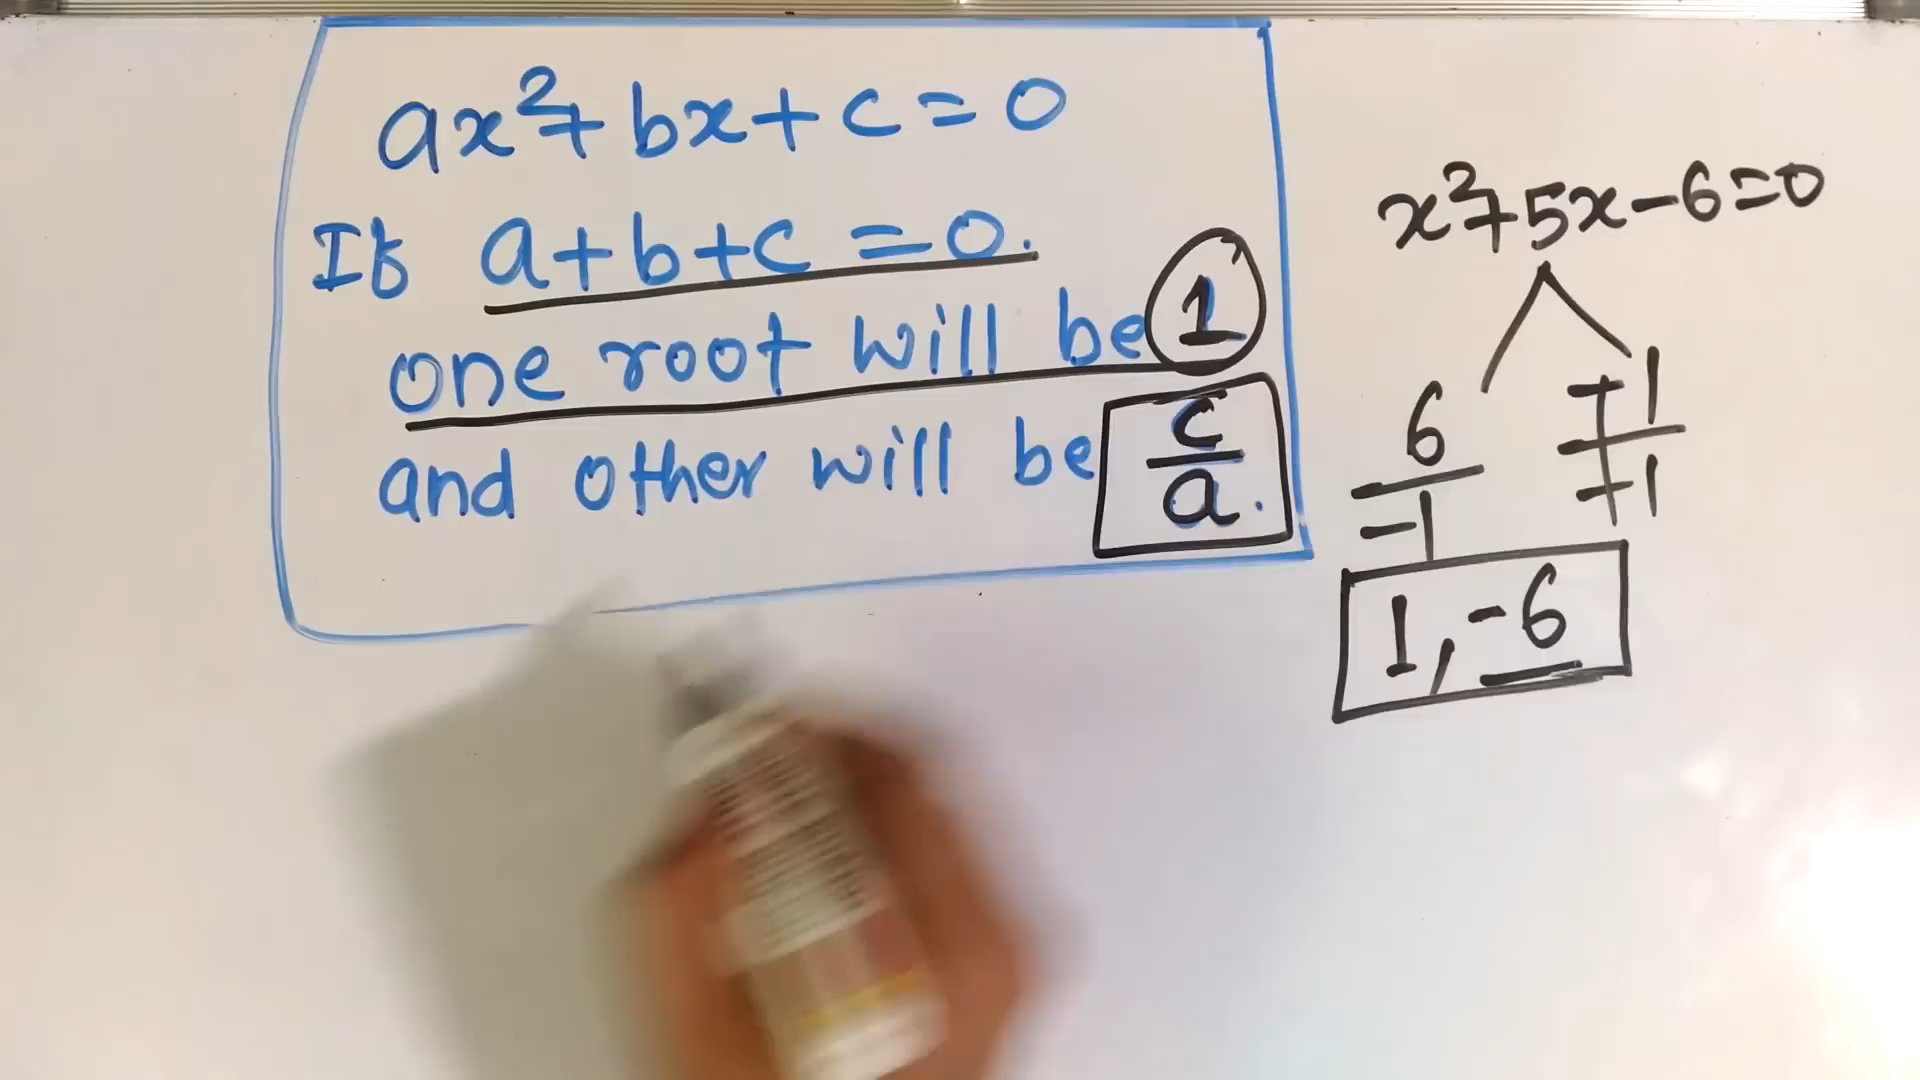 ax²+bx+c=0
If a+b+c=0.
one root will be 1
and other will be c/a.
x²+5x-6=0
6/-1 +1/-1
1, -6